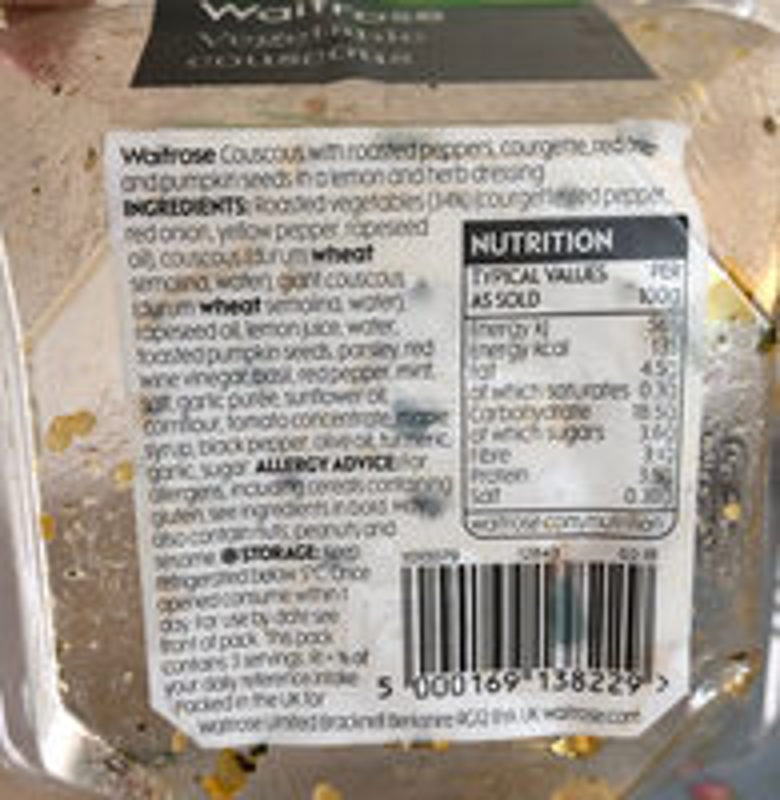 Waitrose
Vegetable
couscous
Waitrose Couscous with roasted peppers, courgette, red
and pumpkin seeds in a lemon and herb dressing
INGREDIENTS: Roasted vegetables (34%) (courgette, red pepper,
red onion, yellow pepper, rapeseed
oil), couscous (durum wheat
semolina, water), giant couscous
(durum wheat semolina, water),
rapeseed oil, lemon juice, water,
toasted pumpkin seeds, parsley, red
wine vinegar, basil, red pepper, mint,
salt, garlic purée, sunflower oil,
cornflour, tomato concentrate,
syrup, black pepper, olive oil, turmeric,
garlic, sugar. ALLERGY ADVICE: For
allergens, including cereals containing
gluten, see ingredients in bold. May
also contain nuts, peanuts and
sesame. STORAGE: Keep
refrigerated below 5°C. Once
opened consume within 1
day. For use by date see
front of pack. This pack
contains 3 servings. RI = % of
your daily reference intake
Packed in the UK for
Waitrose Limited Bracknell Berkshire RG12 8YA UK waitrose.com
NUTRITION
TYPICAL VALUES PER
AS SOLD 100g
Energy kJ
Energy kcal
Fat
of which saturates
Carbohydrate
of which sugars
Fibre
Protein
Salt
waitrose.com/nutrition
5 000169 138229 >